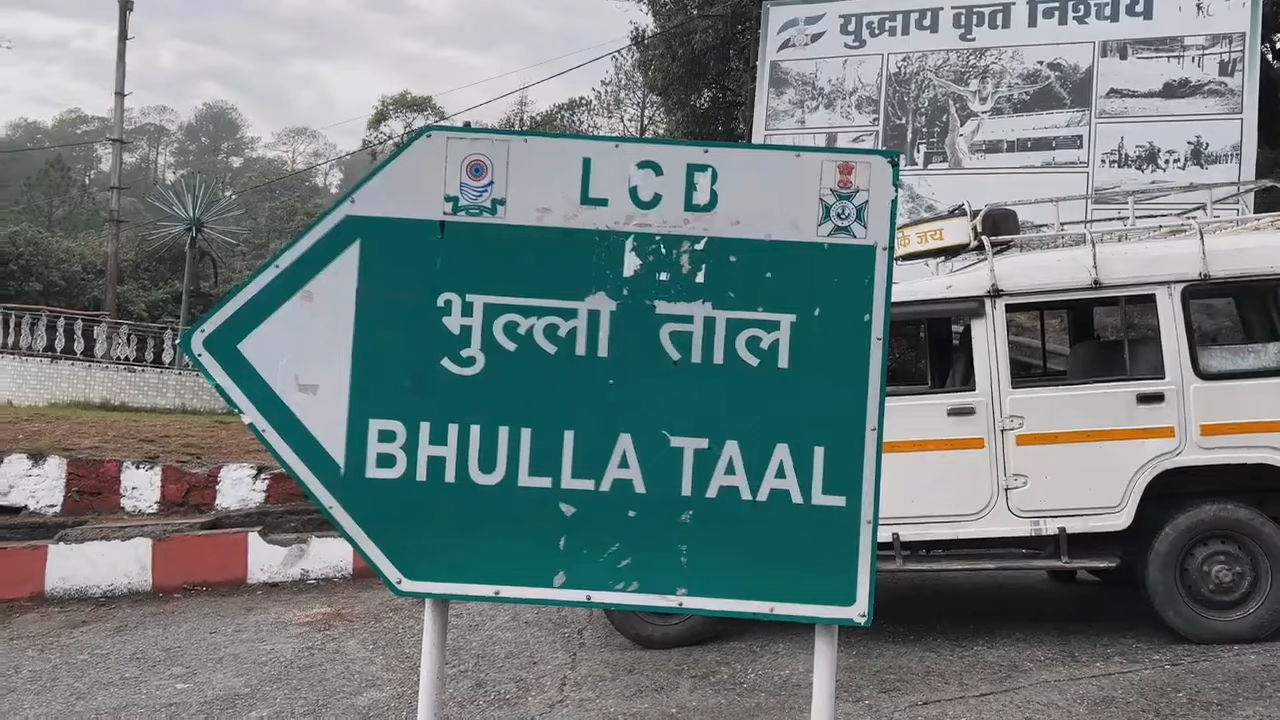 युद्धाय कृत निश्चय
LCB
भुल्ला ताल
BHULLA TAAL
कि जय